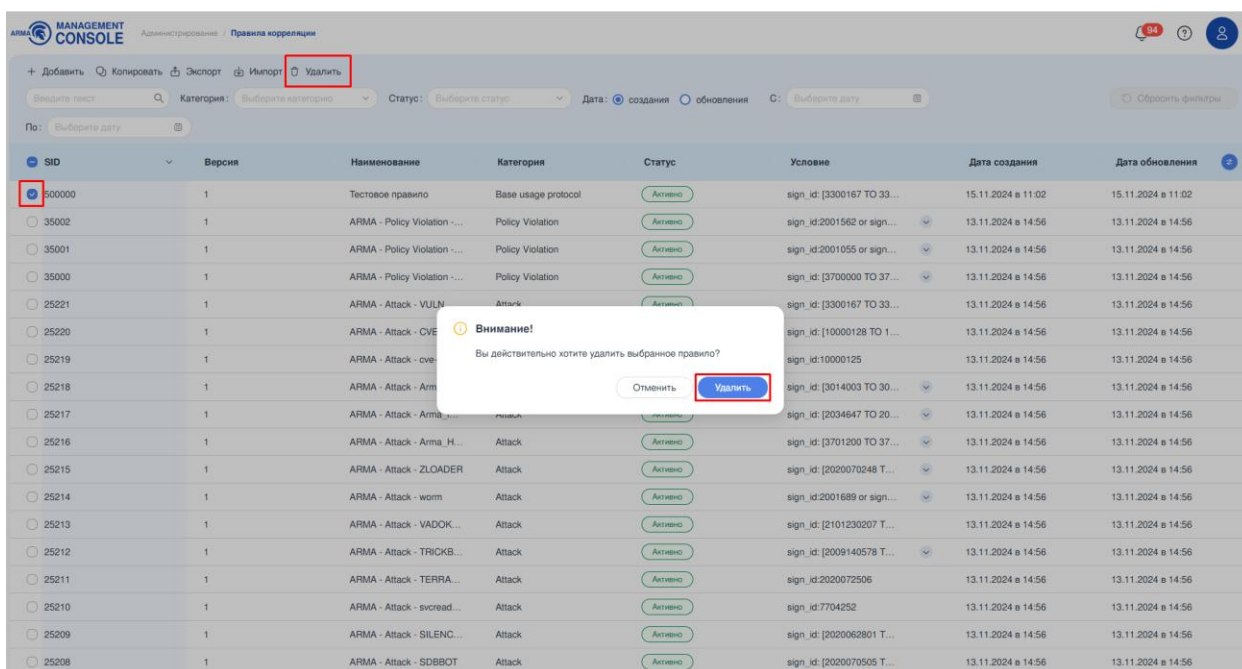 ARMA MANAGEMENT CONSOLE Администрирование / Правила корреляции 94 ?
+ Добавить Копировать Экспорт Импорт Удалить
Введите текст Категория: Выберите категорию Статус: Выберите статус Дата: создания обновления С: Выберите дату Сбросить фильтры
По: Выберите дату
SID Версия Наименование Категория Статус Условие Дата создания Дата обновления
500000 1 Тестовое правило Base usage protocol Активно sign_id: [3300167 TO 33... 15.11.2024 в 11:02 15.11.2024 в 11:02
35002 1 ARMA - Policy Violation -... Policy Violation Активно sign_id:2001562 or sign... 13.11.2024 в 14:56 13.11.2024 в 14:56
35001 1 ARMA - Policy Violation -... Policy Violation Активно sign_id:2001055 or sign... 13.11.2024 в 14:56 13.11.2024 в 14:56
35000 1 ARMA - Policy Violation -... Policy Violation Активно sign_id: [3700000 TO 37... 13.11.2024 в 14:56 13.11.2024 в 14:56
25221 1 ARMA - Attack - VULN Attack Активно sign_id: [3300167 TO 33... 13.11.2024 в 14:56 13.11.2024 в 14:56
25220 1 ARMA - Attack - CVE sign_id: [10000128 TO 1... 13.11.2024 в 14:56 13.11.2024 в 14:56
25219 1 ARMA - Attack - cve- sign_id:10000125 13.11.2024 в 14:56 13.11.2024 в 14:56
25218 1 ARMA - Attack - Arm sign_id: [3014003 TO 30... 13.11.2024 в 14:56 13.11.2024 в 14:56
Внимание!
Вы действительно хотите удалить выбранное правило?
Отменить Удалить
25217 1 ARMA - Attack - Arma Attack Активно sign_id: [2034647 TO 20... 13.11.2024 в 14:56 13.11.2024 в 14:56
25216 1 ARMA - Attack - Arma_H... Attack Активно sign_id: [3701200 TO 37... 13.11.2024 в 14:56 13.11.2024 в 14:56
25215 1 ARMA - Attack - ZLOADER Attack Активно sign_id: [2020070248 T... 13.11.2024 в 14:56 13.11.2024 в 14:56
25214 1 ARMA - Attack - worm Attack Активно sign_id:2001689 or sign... 13.11.2024 в 14:56 13.11.2024 в 14:56
25213 1 ARMA - Attack - VADOK... Attack Активно sign_id: [2101230207 T... 13.11.2024 в 14:56 13.11.2024 в 14:56
25212 1 ARMA - Attack - TRICKB... Attack Активно sign_id: [2009140578 T... 13.11.2024 в 14:56 13.11.2024 в 14:56
25211 1 ARMA - Attack - TERRA... Attack Активно sign_id:2020072506 13.11.2024 в 14:56 13.11.2024 в 14:56
25210 1 ARMA - Attack - svcread... Attack Активно sign_id:7704252 13.11.2024 в 14:56 13.11.2024 в 14:56
25209 1 ARMA - Attack - SILENC... Attack Активно sign_id: [2020062801 T... 13.11.2024 в 14:56 13.11.2024 в 14:56
25208 1 ARMA - Attack - SDBBOT Attack Активно sign_id: [2020070505 T... 13.11.2024 в 14:56 13.11.2024 в 14:56